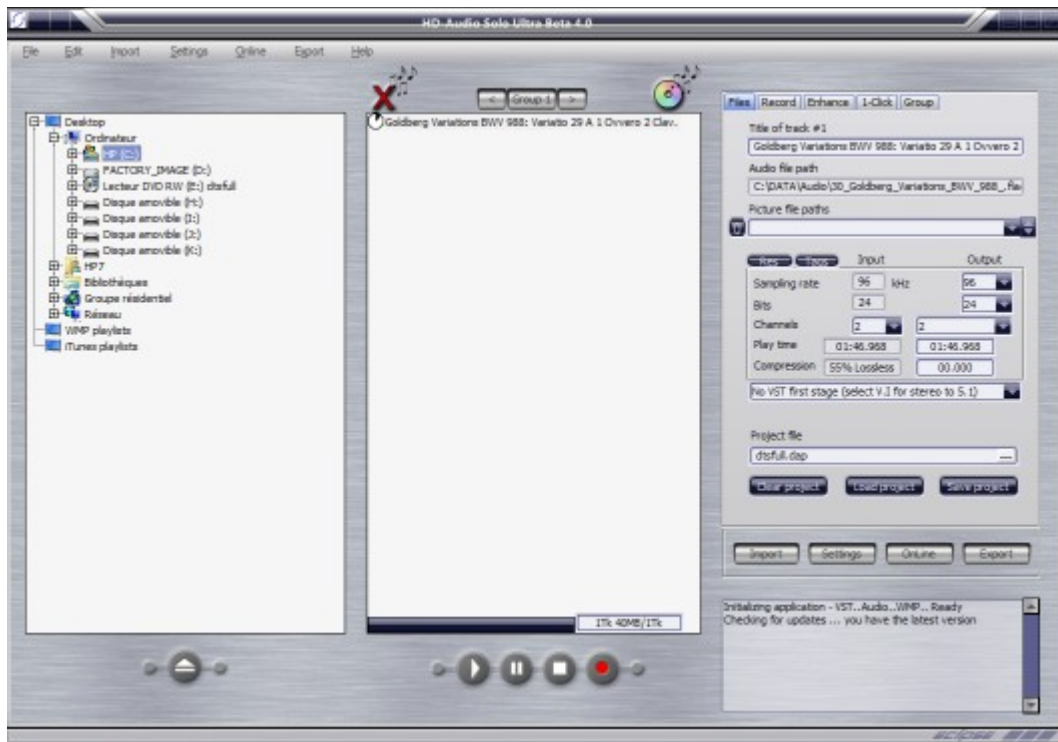 HD-Audio Solo Ultra Beta 4.0
File Edit Import Settings Online Export Help
< Group 1 >
Desktop
Ordinateur
HP (C:)
FACTORY_IMAGE (D:)
Lecteur DVD RW (E:) dtsfull
Disque amovible (H:)
Disque amovible (I:)
Disque amovible (J:)
Disque amovible (K:)
HP7
Bibliothèques
Groupe résidentiel
Réseau
WMP playlists
iTunes playlists
Goldberg Variations BWV 988: Variatio 29 A 1 Ovvero 2 Clav.
1Tk 40MB/1Tk
Files Record Enhance 1-Click Group
Title of track #1
Goldberg Variations BWV 988: Variatio 29 A 1 Ovvero 2
Audio file path
C:\DATA\Audio\30_Goldberg_Variations_BWV_988_.fla
Picture file paths
Res Tags Input Output
Sampling rate 96 kHz 96
Bits 24 24
Channels 2 2
Play time 01:46.968 01:46.968
Compression 55% Lossless 00.000
No VST first stage (select V.I for stereo to 5.1)
Project file
dtsfull.dap ...
Clear project Load project Save project
Import Settings OnLine Export
Initializing application - VST..Audio..WMP.. Ready
Checking for updates ... you have the latest version
eclipse